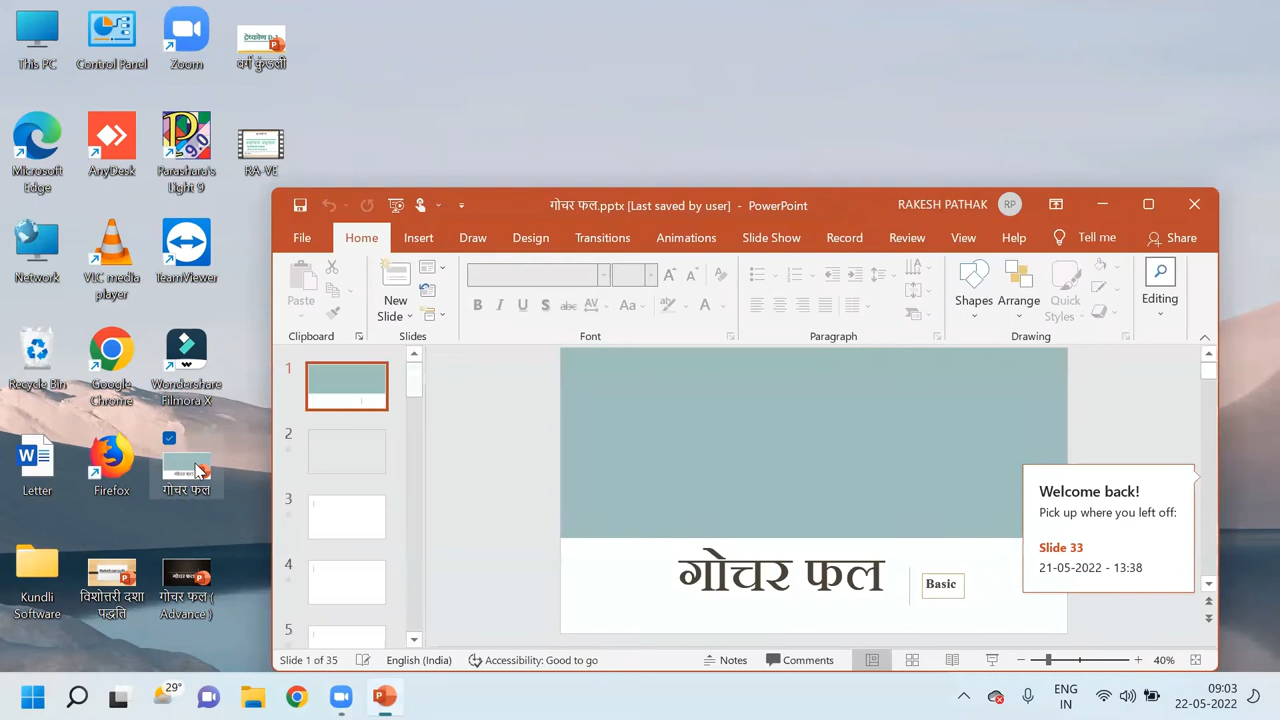 This PC
Control Panel
Zoom
वर्ग कुंडली
Microsoft
Edge
AnyDesk
Parashara's
Light 9
RA-VE
Network
VLC media
player
TeamViewer
Recycle Bin
Google
Chrome
Wondershare
Filmora X
Letter
Firefox
गोचर फल
Kundli
Software
विशोत्तरी दशा
पद्धति
गोचर फल (
Advance )
गोचर फल.pptx [Last saved by user] - PowerPoint
RAKESH PATHAK
RP
File
Home
Insert
Draw
Design
Transitions
Animations
Slide Show
Record
Review
View
Help
Tell me
Share
Paste
New
Slide
Shapes
Arrange
Quick
Styles
Editing
Clipboard
Slides
Font
Paragraph
Drawing
1
2
3
4
5
गोचर फल
Basic
Welcome back!
Pick up where you left off:
Slide 33
21-05-2022 - 13:38
Slide 1 of 35
English (India)
Accessibility: Good to go
Notes
Comments
40%
29°
ENG
IN
09:03
22-05-2022